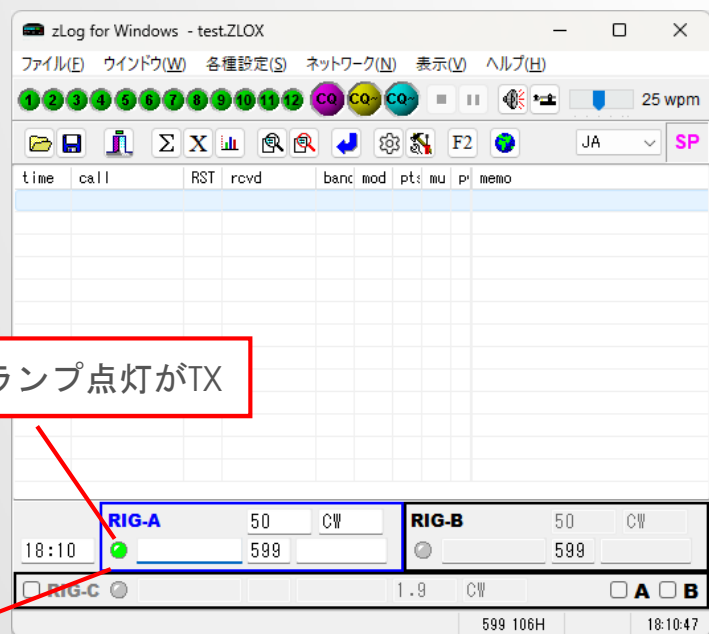 zLog for Windows - test.ZLOX
ファイル(F) ウインドウ(W) 各種設定(S) ネットワーク(N) 表示(V) ヘルプ(H)
1 2 3 4 5 6 7 8 9 10 11 12 CQ CQ~ CQ~ 25 wpm
Σ X F2 JA SP
time call RST rcvd band mod pts mu p memo
ランプ点灯がTX
RIG-A 50 CW RIG-B 50 CW
18:10 599 599
RIG-C 1.9 CW A B
599 106H 18:10:47